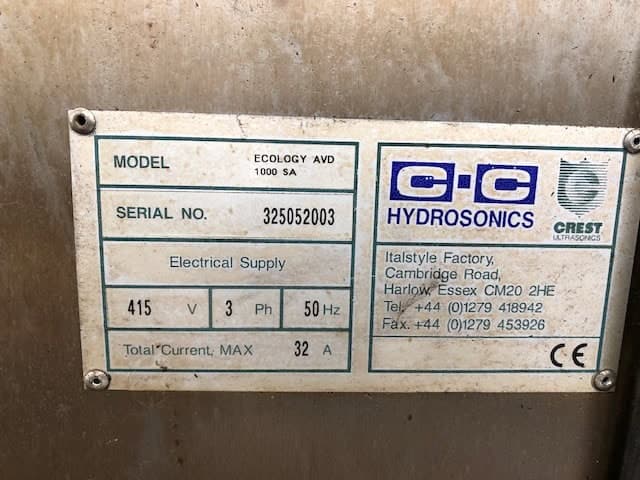 MODEL ECOLOGY AVD
1000 SA
SERIAL NO. 325052003
Electrical Supply
415 V 3 Ph 50 Hz
Total Current, MAX 32 A
C·C
HYDROSONICS
CREST
ULTRASONICS
Italstyle Factory,
Cambridge Road,
Harlow, Essex CM20 2HE
Tel. +44 (0)1279 418942
Fax. +44 (0)1279 453926
CE